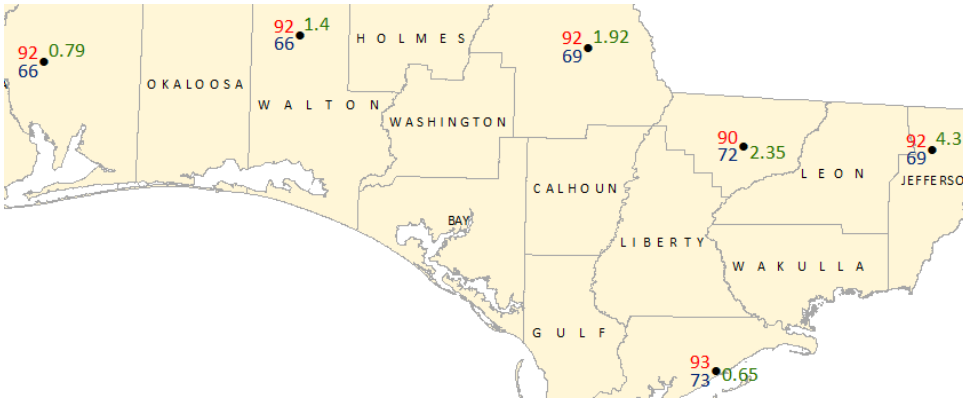 92 1.4
66
HOLMES
92 1.92
69
92 0.79
66
OKALOOSA
WALTON
WASHINGTON
90
72 2.35
92 4.3
69
LEON
JEFFERSO
CALHOUN
BAY
LIBERTY
WAKULLA
GULF
93
73 0.65